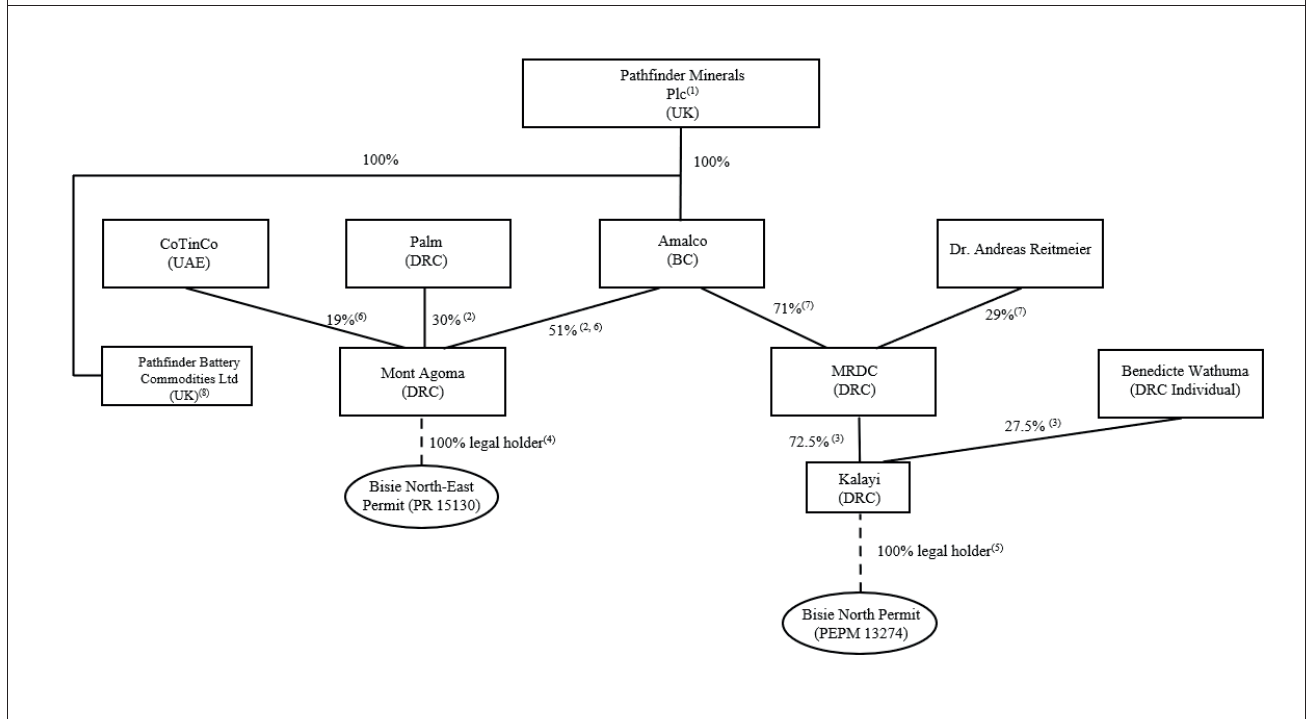 Pathfinder Minerals
Plc(1)
(UK)
100%
100%
CoTinCo
(UAE)
Palm
(DRC)
Amalco
(BC)
Dr. Andreas Reitmeier
19%(6)
30% (2)
51% (2, 6)
71%(7)
29%(7)
Pathfinder Battery
Commodities Ltd
(UK)(8)
Mont Agoma
(DRC)
MRDC
(DRC)
Benedicte Wathuma
(DRC Individual)
100% legal holder(4)
72.5% (3)
27.5% (3)
Bisie North-East
Permit (PR 15130)
Kalayi
(DRC)
100% legal holder(5)
Bisie North Permit
(PEPM 13274)